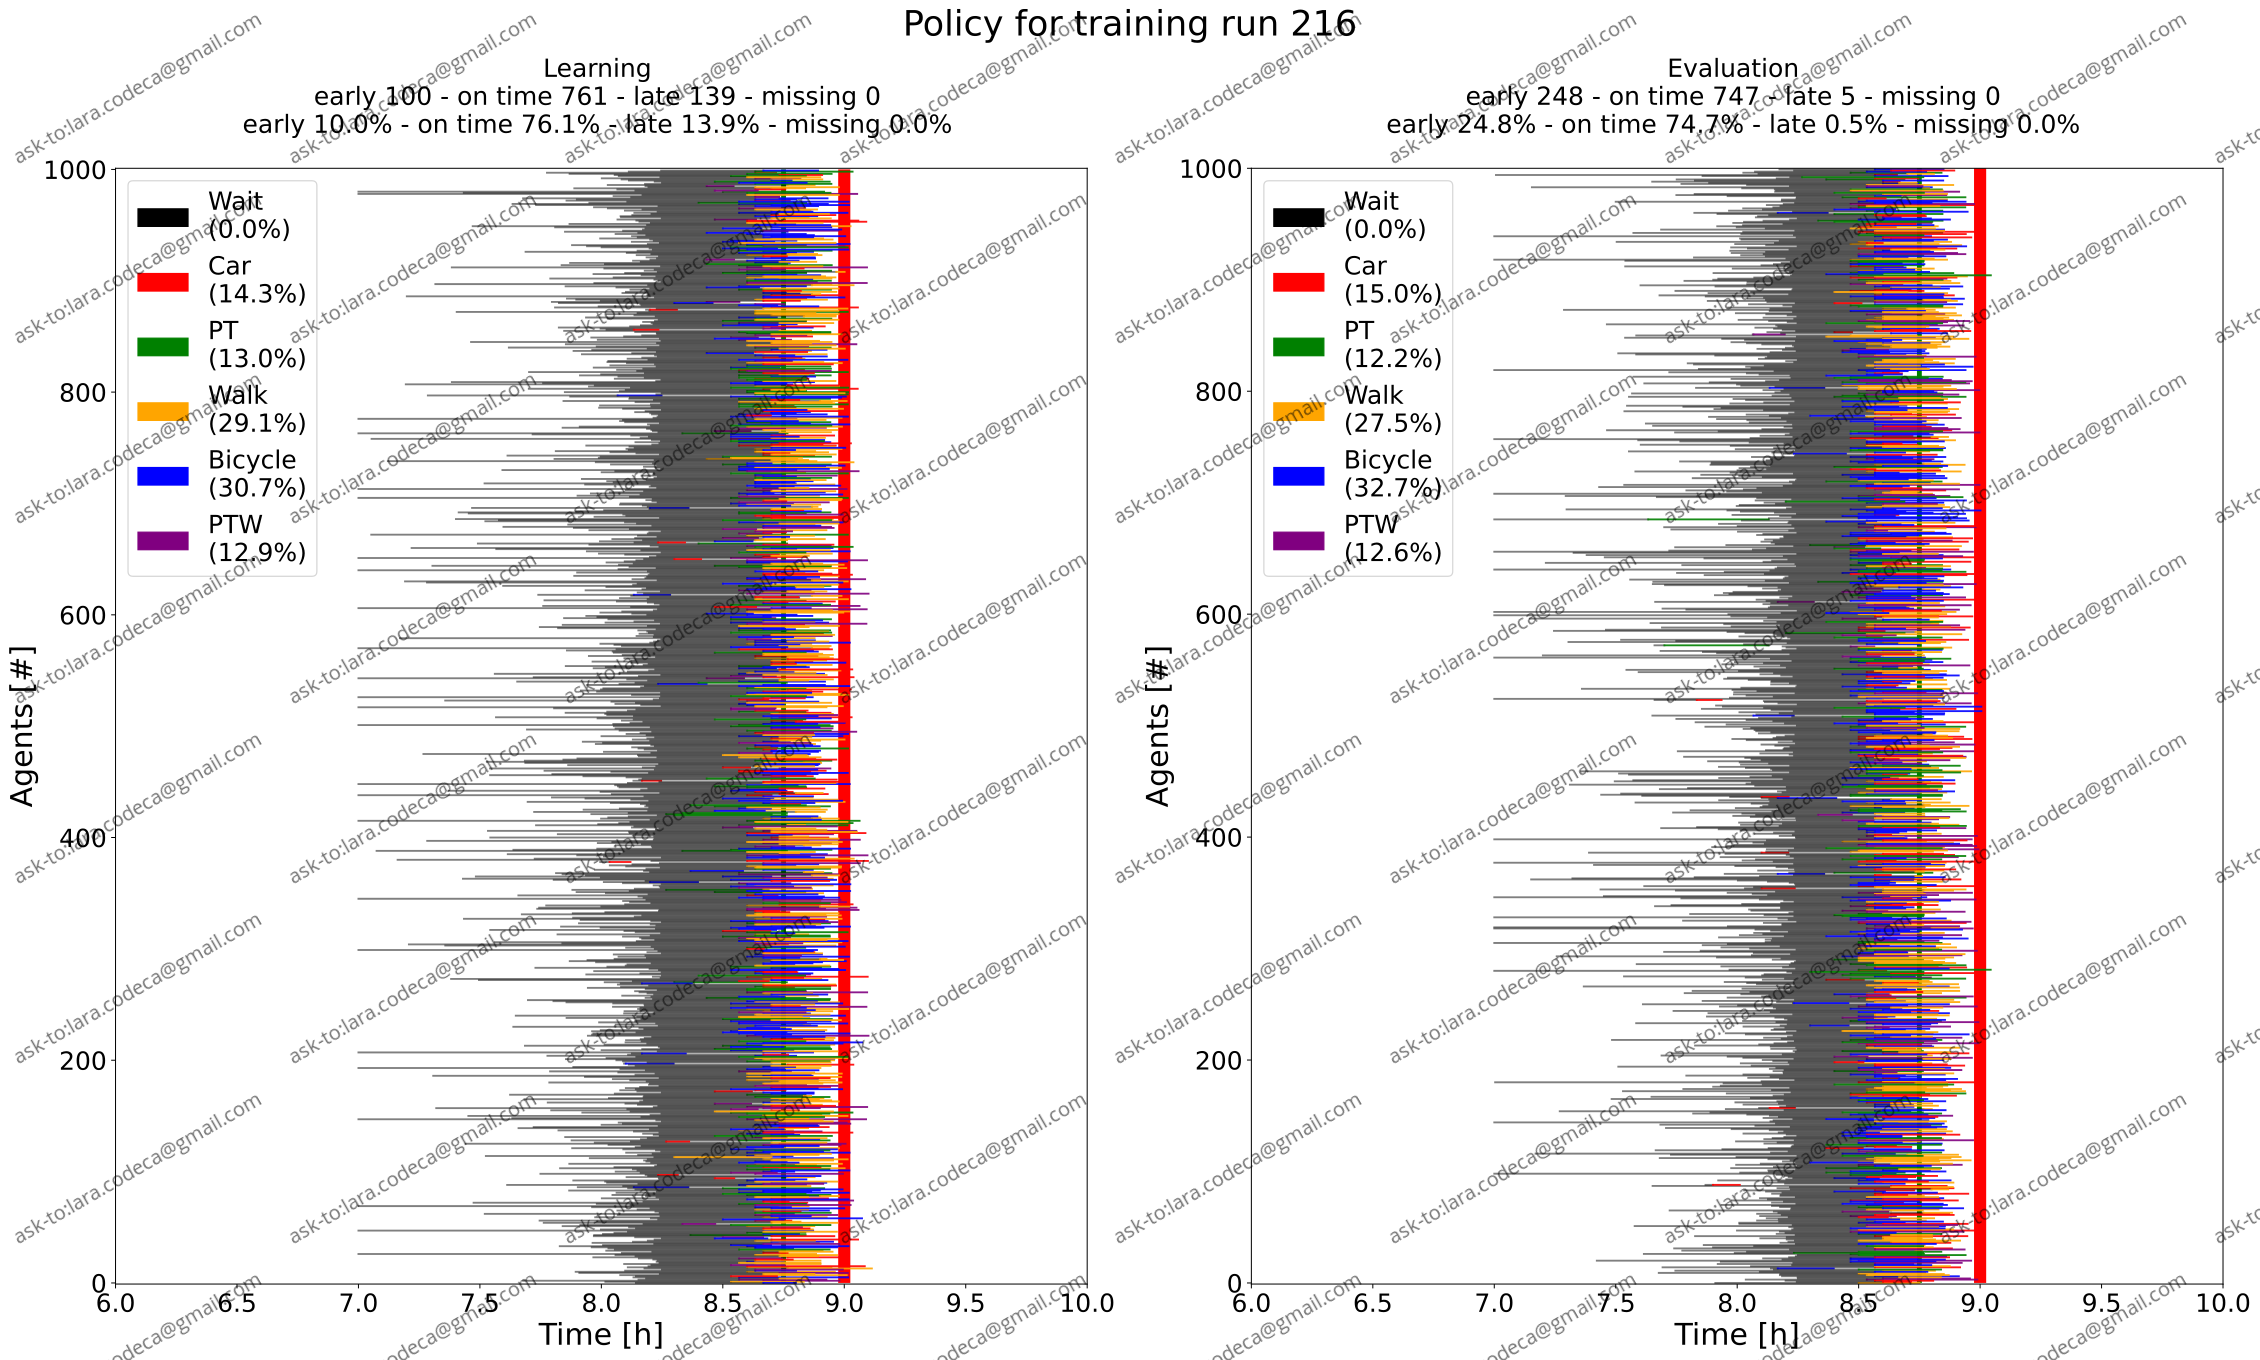 Policy for training run 216
Learning
early 100 - on time 761 - late 139 - missing 0
early 10.0% - on time 76.1% - late 13.9% - missing 0.0%
Agents [#]
1000
800
600
400
200
0
Wait
(0.0%)
Car
(14.3%)
PT
(13.0%)
Walk
(29.1%)
Bicycle
(30.7%)
PTW
(12.9%)
6.0 6.5 7.0 7.5 8.0 8.5 9.0 9.5 10.0
Time [h]
Evaluation
early 248 - on time 747 - late 5 - missing 0
early 24.8% - on time 74.7% - late 0.5% - missing 0.0%
Agents [#]
1000
800
600
400
200
0
Wait
(0.0%)
Car
(15.0%)
PT
(12.2%)
Walk
(27.5%)
Bicycle
(32.7%)
PTW
(12.6%)
6.0 6.5 7.0 7.5 8.0 8.5 9.0 9.5 10.0
Time [h]
ask-to:lara.codeca@gmail.com